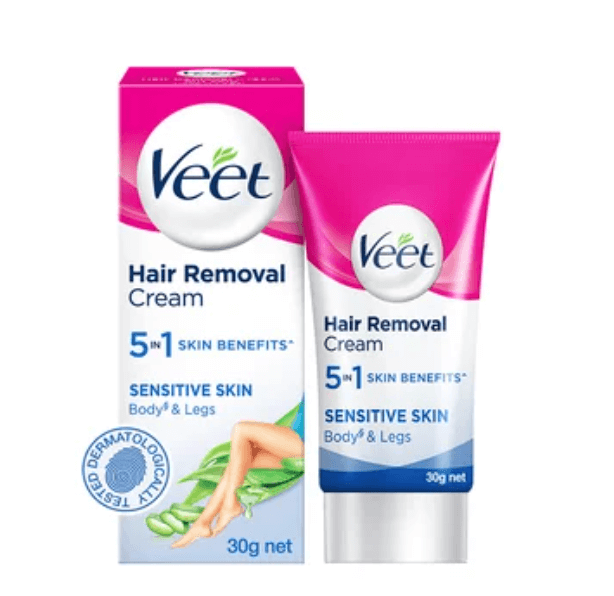 Veet
Hair Removal
Cream
5 IN 1 SKIN BENEFITS^
SENSITIVE SKIN
Body§ & Legs
DERMATOLOGICALLY TESTED
30g net
Veet
Hair Removal
Cream
5 IN 1 SKIN BENEFITS^
SENSITIVE SKIN
Body§ & Legs
30g net